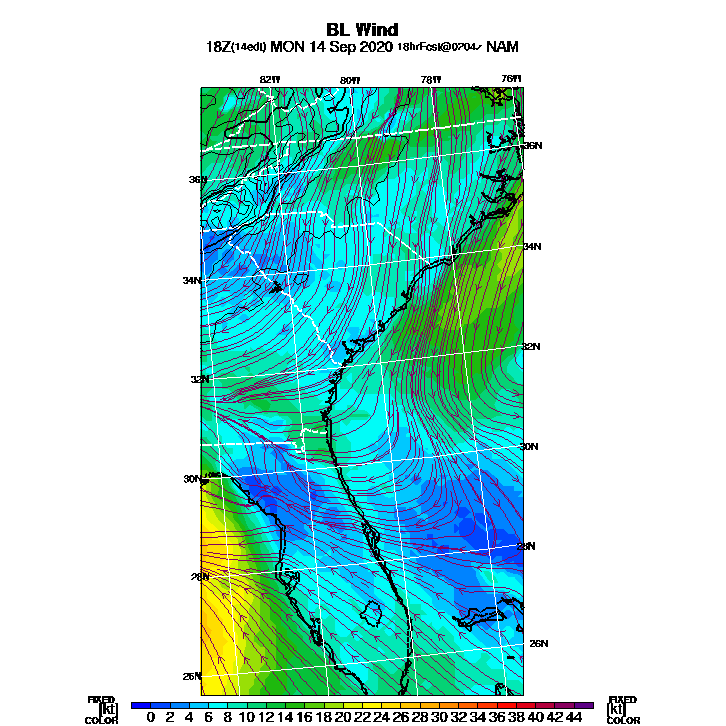 BL Wind
18Z(14edt) MON 14 Sep 2020 18hrFcst@0704z NAM
82W 80W 78W 76W
36N
36N
34N
34N
32N
32N
30N
30N
28N
28N
26N
26N
FIXED FIXED
[kt] 0 2 4 6 8 10 12 14 16 18 20 22 24 26 28 30 32 34 36 38 40 42 44 [kt]
COLOR COLOR